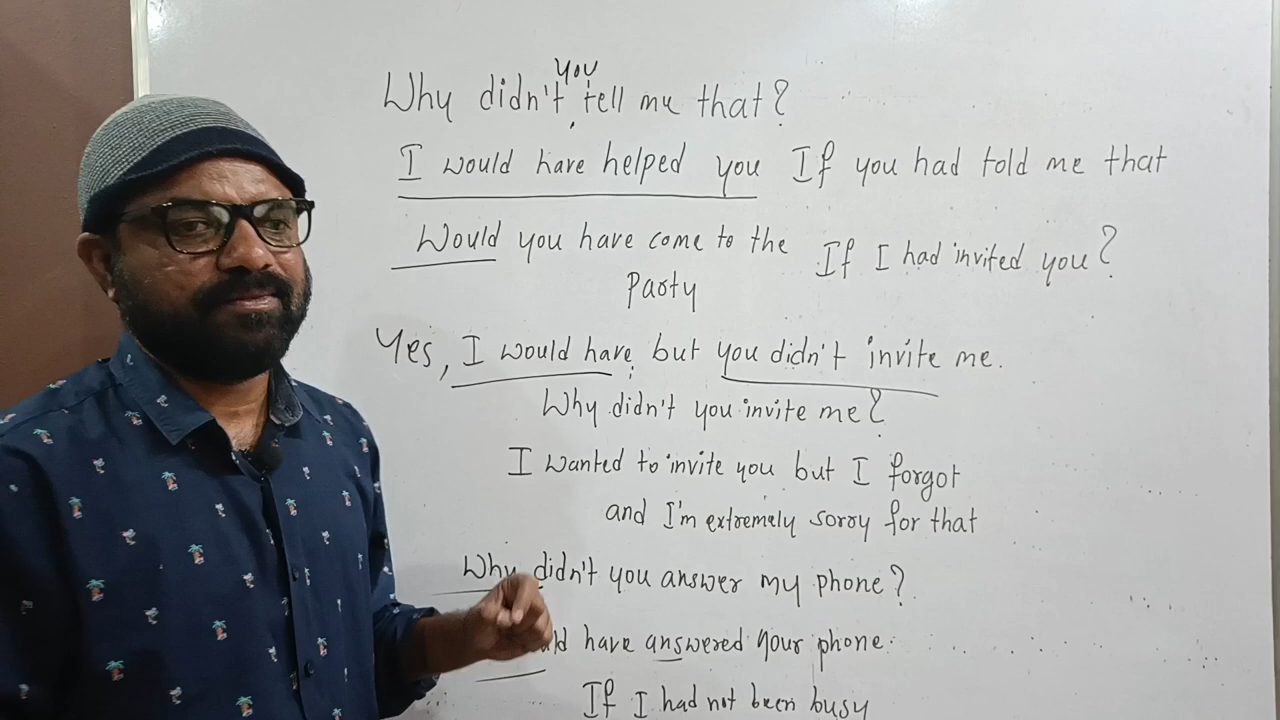 Why didn't you tell me that?
I would have helped you If you had told me that
Would you have come to the Party If I had invited you?
Yes, I would have but you didn't invite me.
Why didn't you invite me?
I wanted to invite you but I forgot
and I'm extremely sorry for that
Why didn't you answer my phone?
have answered your phone.
If I had not been busy